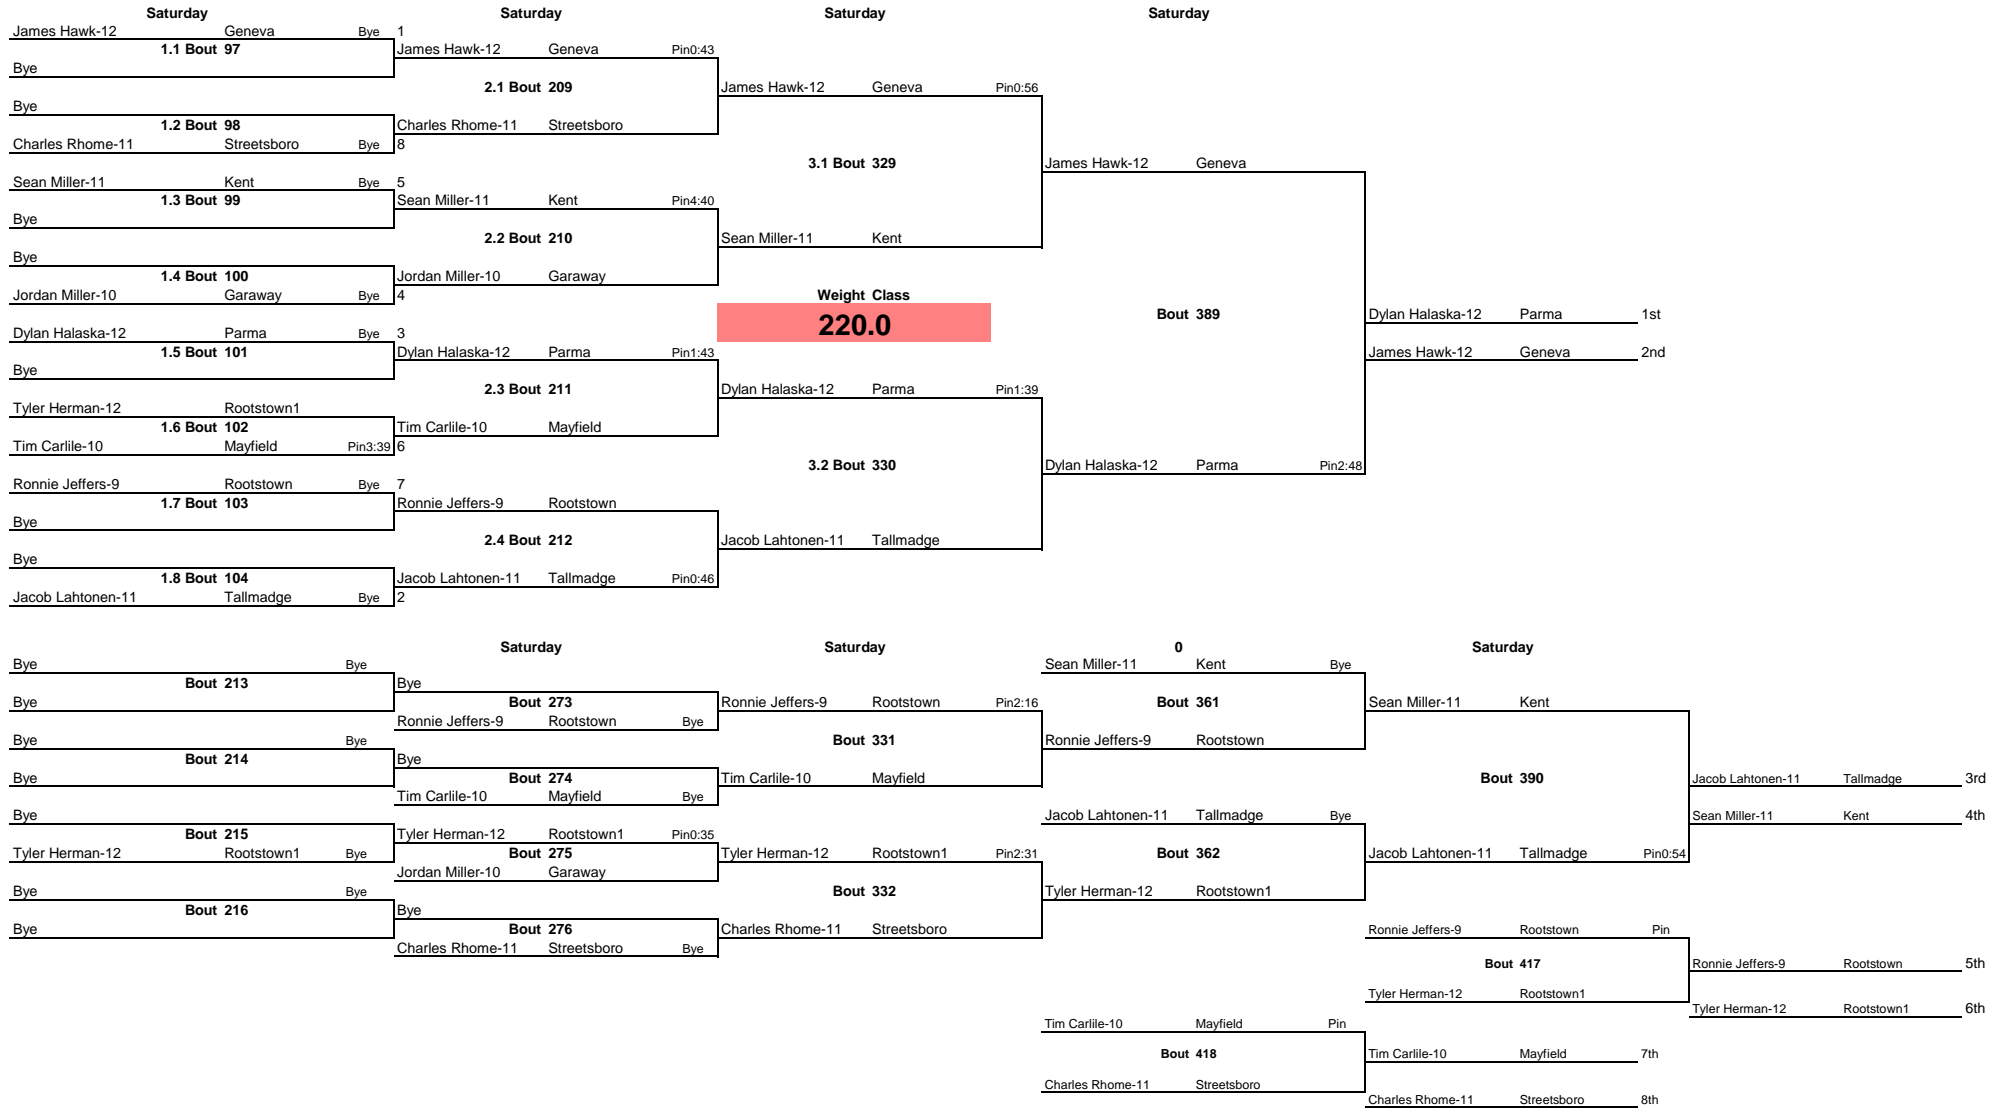 Saturday Saturday Saturday Saturday
James Hawk-12 Geneva Bye 1
1.1 Bout 97 James Hawk-12 Geneva Pin0:43
Bye
2.1 Bout 209 James Hawk-12 Geneva Pin0:56
Bye
1.2 Bout 98 Charles Rhome-11 Streetsboro
Charles Rhome-11 Streetsboro Bye 8
3.1 Bout 329 James Hawk-12 Geneva
Sean Miller-11 Kent Bye 5
1.3 Bout 99 Sean Miller-11 Kent Pin4:40
Bye
2.2 Bout 210 Sean Miller-11 Kent
Bye
1.4 Bout 100 Jordan Miller-10 Garaway
Jordan Miller-10 Garaway Bye 4 Weight Class
220.0 Bout 389 Dylan Halaska-12 Parma 1st
Dylan Halaska-12 Parma Bye 3
1.5 Bout 101 Dylan Halaska-12 Parma Pin1:43 James Hawk-12 Geneva 2nd
Bye
2.3 Bout 211 Dylan Halaska-12 Parma Pin1:39
Tyler Herman-12 Rootstown1
1.6 Bout 102 Tim Carlile-10 Mayfield
Tim Carlile-10 Mayfield Pin3:39 6
3.2 Bout 330 Dylan Halaska-12 Parma Pin2:48
Ronnie Jeffers-9 Rootstown Bye 7
1.7 Bout 103 Ronnie Jeffers-9 Rootstown
Bye
2.4 Bout 212 Jacob Lahtonen-11 Tallmadge
Bye
1.8 Bout 104 Jacob Lahtonen-11 Tallmadge Pin0:46
Jacob Lahtonen-11 Tallmadge Bye 2
Saturday Saturday 0 Saturday
Bye Bye Sean Miller-11 Kent Bye
Bout 213 Bye
Bye Bout 273 Ronnie Jeffers-9 Rootstown Pin2:16 Bout 361 Sean Miller-11 Kent
Ronnie Jeffers-9 Rootstown Bye
Bye Bye Bout 331 Ronnie Jeffers-9 Rootstown
Bout 214 Bye
Bye Bout 274 Tim Carlile-10 Mayfield Bout 390 Jacob Lahtonen-11 Tallmadge 3rd
Tim Carlile-10 Mayfield Bye
Bye Jacob Lahtonen-11 Tallmadge Bye Sean Miller-11 Kent 4th
Bout 215 Tyler Herman-12 Rootstown1 Pin0:35
Tyler Herman-12 Rootstown1 Bye Bout 275 Tyler Herman-12 Rootstown1 Pin2:31 Bout 362 Jacob Lahtonen-11 Tallmadge Pin0:54
Jordan Miller-10 Garaway
Bye Bye Bout 332 Tyler Herman-12 Rootstown1
Bout 216 Bye
Bye Bout 276 Charles Rhome-11 Streetsboro Ronnie Jeffers-9 Rootstown Pin
Charles Rhome-11 Streetsboro Bye
Bout 417 Ronnie Jeffers-9 Rootstown 5th
Tyler Herman-12 Rootstown1
Tyler Herman-12 Rootstown1 6th
Tim Carlile-10 Mayfield Pin
Bout 418 Tim Carlile-10 Mayfield 7th
Charles Rhome-11 Streetsboro
Charles Rhome-11 Streetsboro 8th